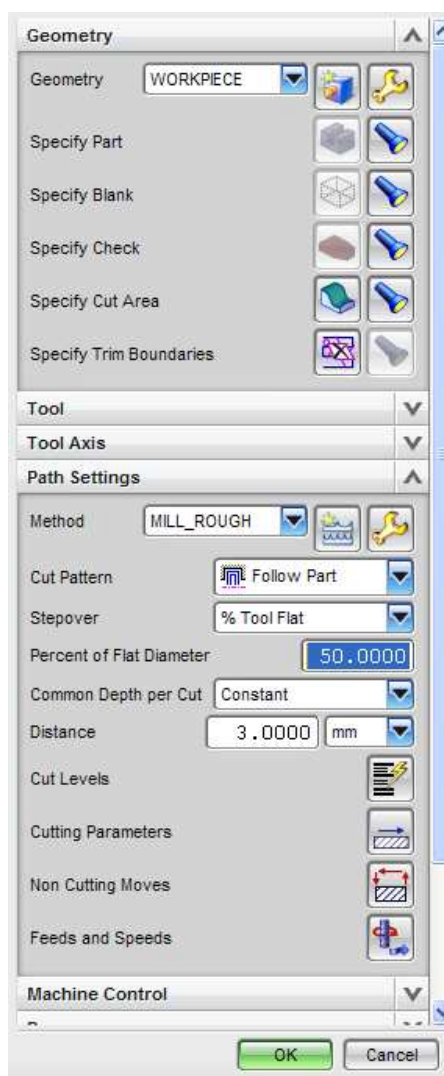 Geometry
Geometry WORKPIECE
Specify Part
Specify Blank
Specify Check
Specify Cut Area
Specify Trim Boundaries
Tool
Tool Axis
Path Settings
Method MILL_ROUGH
Cut Pattern Follow Part
Stepover % Tool Flat
Percent of Flat Diameter 50.0000
Common Depth per Cut Constant
Distance 3.0000 mm
Cut Levels
Cutting Parameters
Non Cutting Moves
Feeds and Speeds
Machine Control
OK Cancel